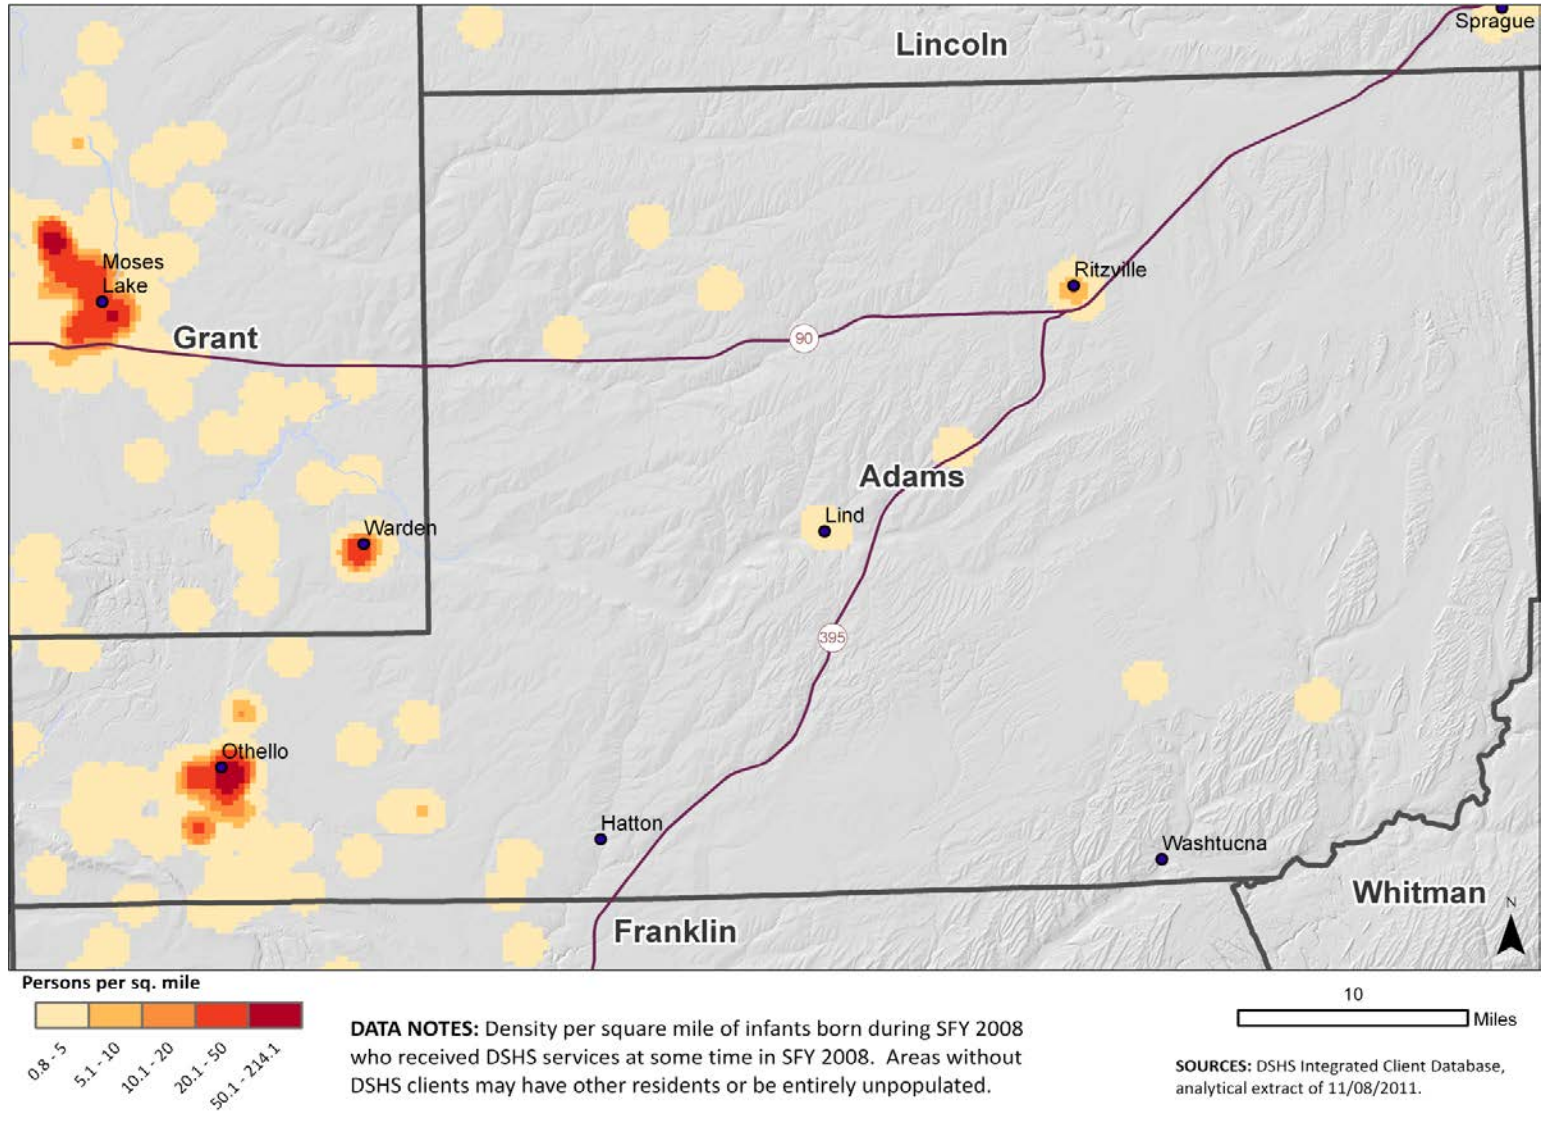 Lincoln
Sprague
Moses
Lake
Grant
Ritzville
90
Adams
Lind
Warden
395
Othello
Hatton
Washtucna
Whitman
N
Franklin
Persons per sq. mile
0.8 - 5
5.1 - 10
10.1 - 20
20.1 - 50
50.1 - 214.1
DATA NOTES: Density per square mile of infants born during SFY 2008
who received DSHS services at some time in SFY 2008. Areas without
DSHS clients may have other residents or be entirely unpopulated.
10
Miles
SOURCES: DSHS Integrated Client Database,
analytical extract of 11/08/2011.